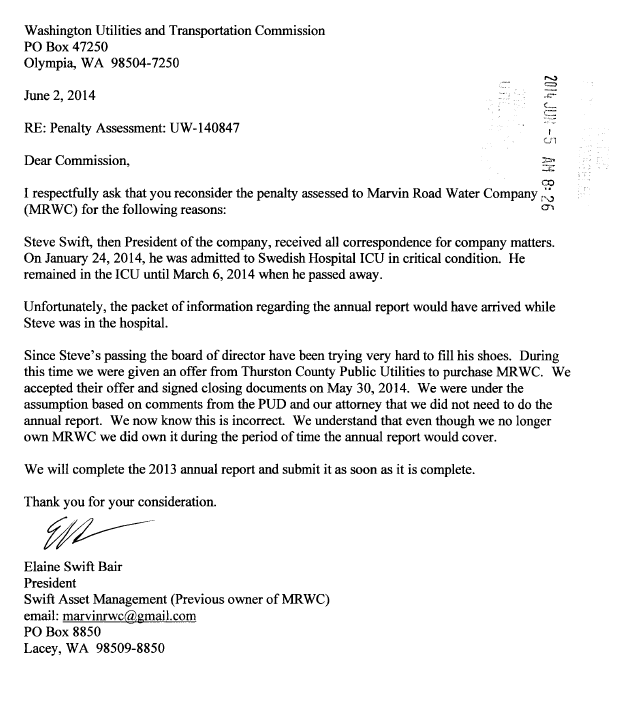 Washington Utilities and Transportation Commission
PO Box 47250
Olympia, WA 98504-7250
June 2, 2014
2014 JUN -5 AM 8:26
RE: Penalty Assessment: UW-140847
Dear Commission,
I respectfully ask that you reconsider the penalty assessed to Marvin Road Water Company
(MRWC) for the following reasons:
Steve Swift, then President of the company, received all correspondence for company matters.
On January 24, 2014, he was admitted to Swedish Hospital ICU in critical condition. He
remained in the ICU until March 6, 2014 when he passed away.
Unfortunately, the packet of information regarding the annual report would have arrived while
Steve was in the hospital.
Since Steve's passing the board of director have been trying very hard to fill his shoes. During
this time we were given an offer from Thurston County Public Utilities to purchase MRWC. We
accepted their offer and signed closing documents on May 30, 2014. We were under the
assumption based on comments from the PUD and our attorney that we did not need to do the
annual report. We now know this is incorrect. We understand that even though we no longer
own MRWC we did own it during the period of time the annual report would cover.
We will complete the 2013 annual report and submit it as soon as it is complete.
Thank you for your consideration.
Elaine Swift Bair
President
Swift Asset Management (Previous owner of MRWC)
email: marvinrwc@gmail.com
PO Box 8850
Lacey, WA 98509-8850